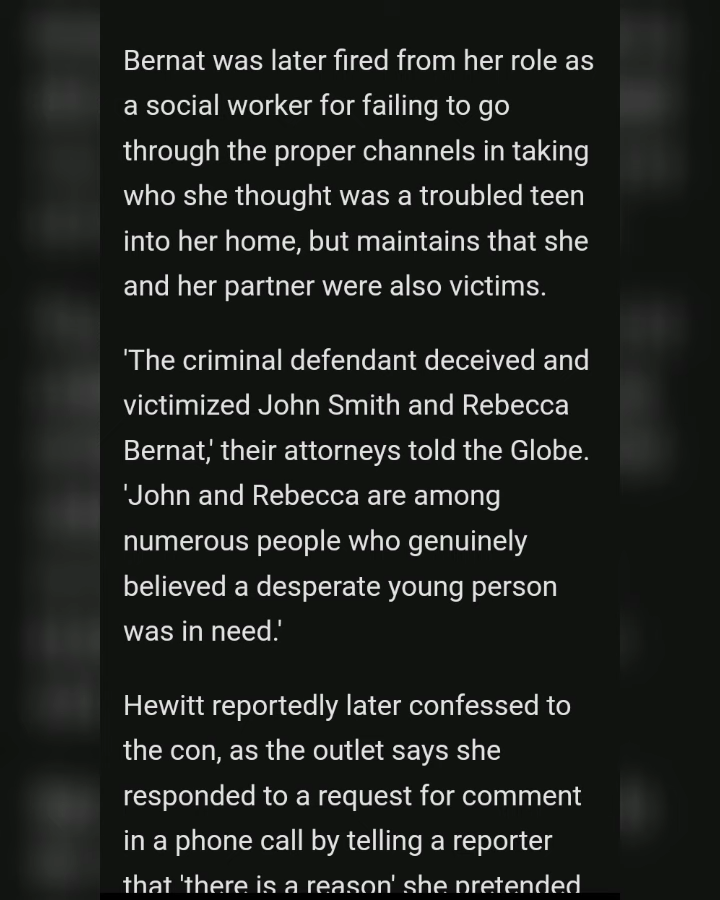 Bernat was later fired from her role as
a social worker for failing to go
through the proper channels in taking
who she thought was a troubled teen
into her home, but maintains that she
and her partner were also victims.
'The criminal defendant deceived and
victimized John Smith and Rebecca
Bernat,' their attorneys told the Globe.
'John and Rebecca are among
numerous people who genuinely
believed a desperate young person
was in need.'
Hewitt reportedly later confessed to
the con, as the outlet says she
responded to a request for comment
in a phone call by telling a reporter
that 'there is a reason' she pretended